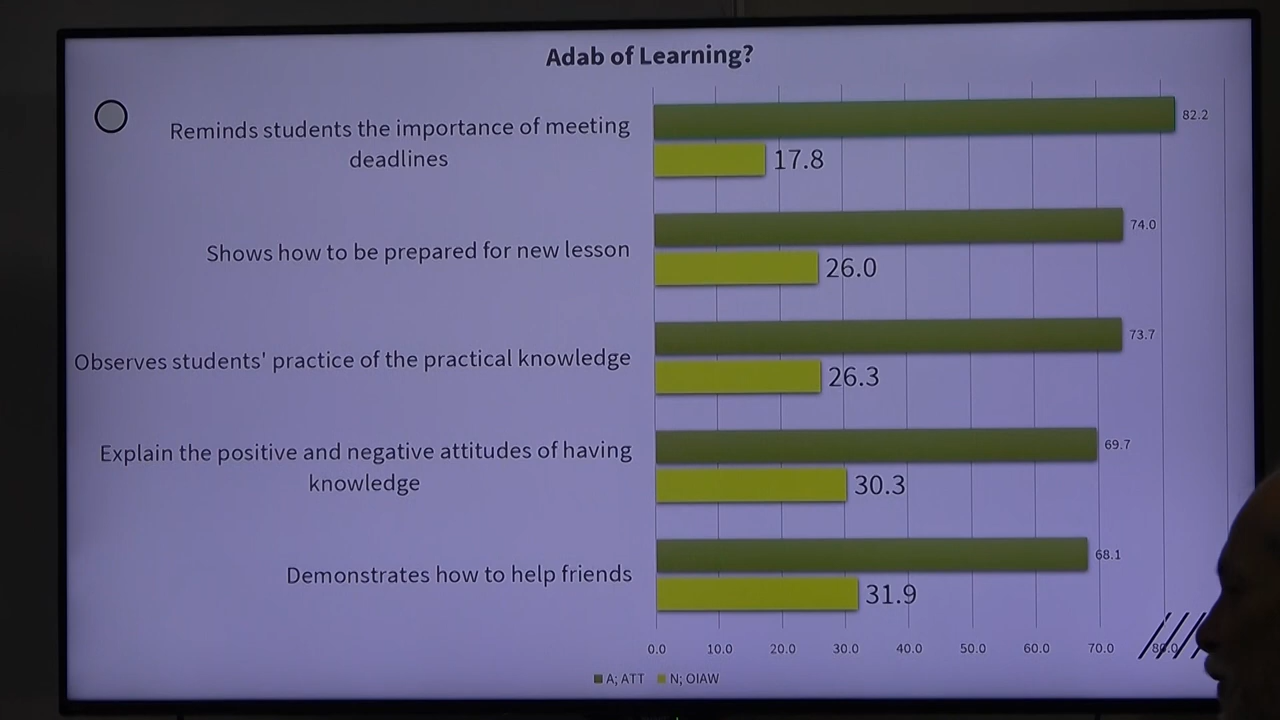 Adab of Learning?
Reminds students the importance of meeting
deadlines
82.2
17.8
Shows how to be prepared for new lesson
74.0
26.0
Observes students' practice of the practical knowledge
73.7
26.3
Explain the positive and negative attitudes of having
knowledge
69.7
30.3
Demonstrates how to help friends
68.1
31.9
0.0 10.0 20.0 30.0 40.0 50.0 60.0 70.0 80.0
A; ATT N; OIAW